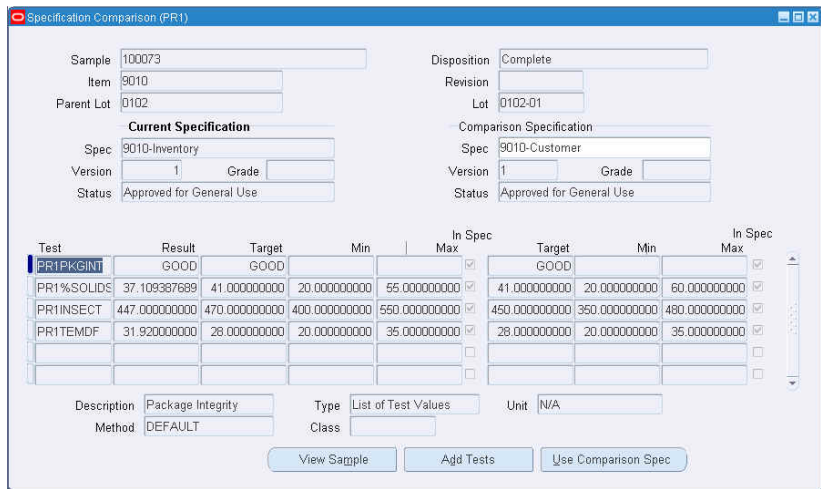 Specification Comparison (PR1)
Sample 100073 Disposition Complete
Item 9010 Revision
Parent Lot 0102 Lot 0102-01
Current Specification Comparison Specification
Spec 9010-Inventory Spec 9010-Customer
Version 1 Grade Version 1 Grade
Status Approved for General Use Status Approved for General Use
In Spec In Spec
Test Result Target Min Max Target Min Max
PR1PKGINT GOOD GOOD GOOD
PR1%SOLIDS 37.109387689 41.000000000 20.000000000 55.000000000 41.000000000 20.000000000 60.000000000
PR1INSECT 447.000000000 470.000000000 400.000000000 550.000000000 450.000000000 350.000000000 480.000000000
PR1TEMDF 31.920000000 28.000000000 20.000000000 35.000000000 28.000000000 20.000000000 35.000000000
Description Package Integrity Type List of Test Values Unit N/A
Method DEFAULT Class
View Sample Add Tests Use Comparison Spec